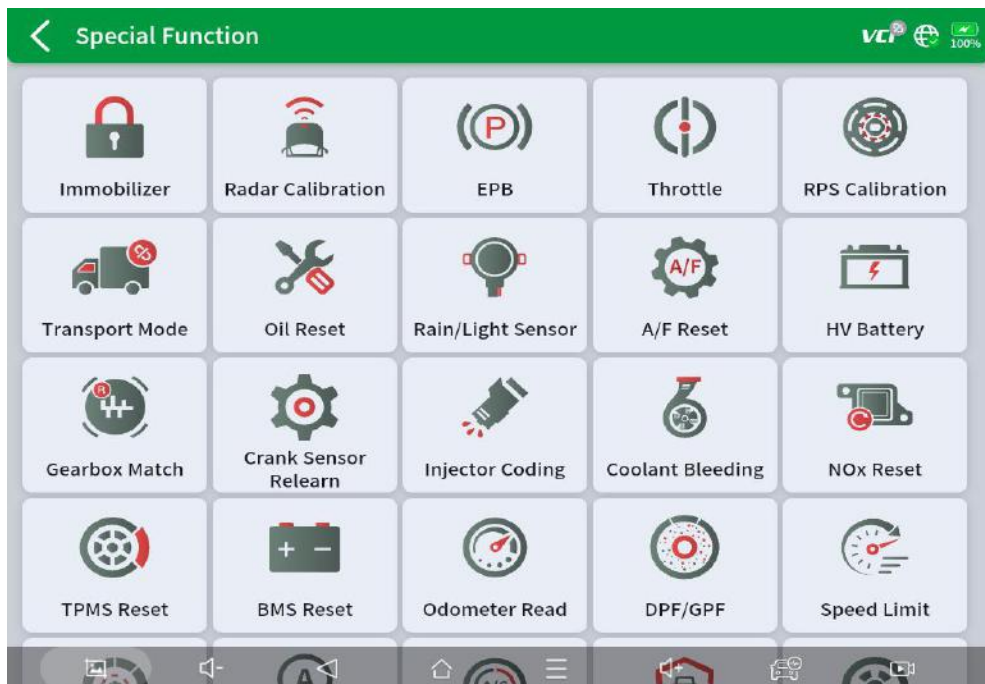 Special Function
VCI
100%
P
Immobilizer
Radar Calibration
EPB
Throttle
RPS Calibration
A/F
Transport Mode
Oil Reset
Rain/Light Sensor
A/F Reset
HV Battery
R
Gearbox Match
Crank Sensor
Relearn
Injector Coding
Coolant Bleeding
NOx Reset
+ -
TPMS Reset
BMS Reset
Odometer Read
DPF/GPF
Speed Limit
A